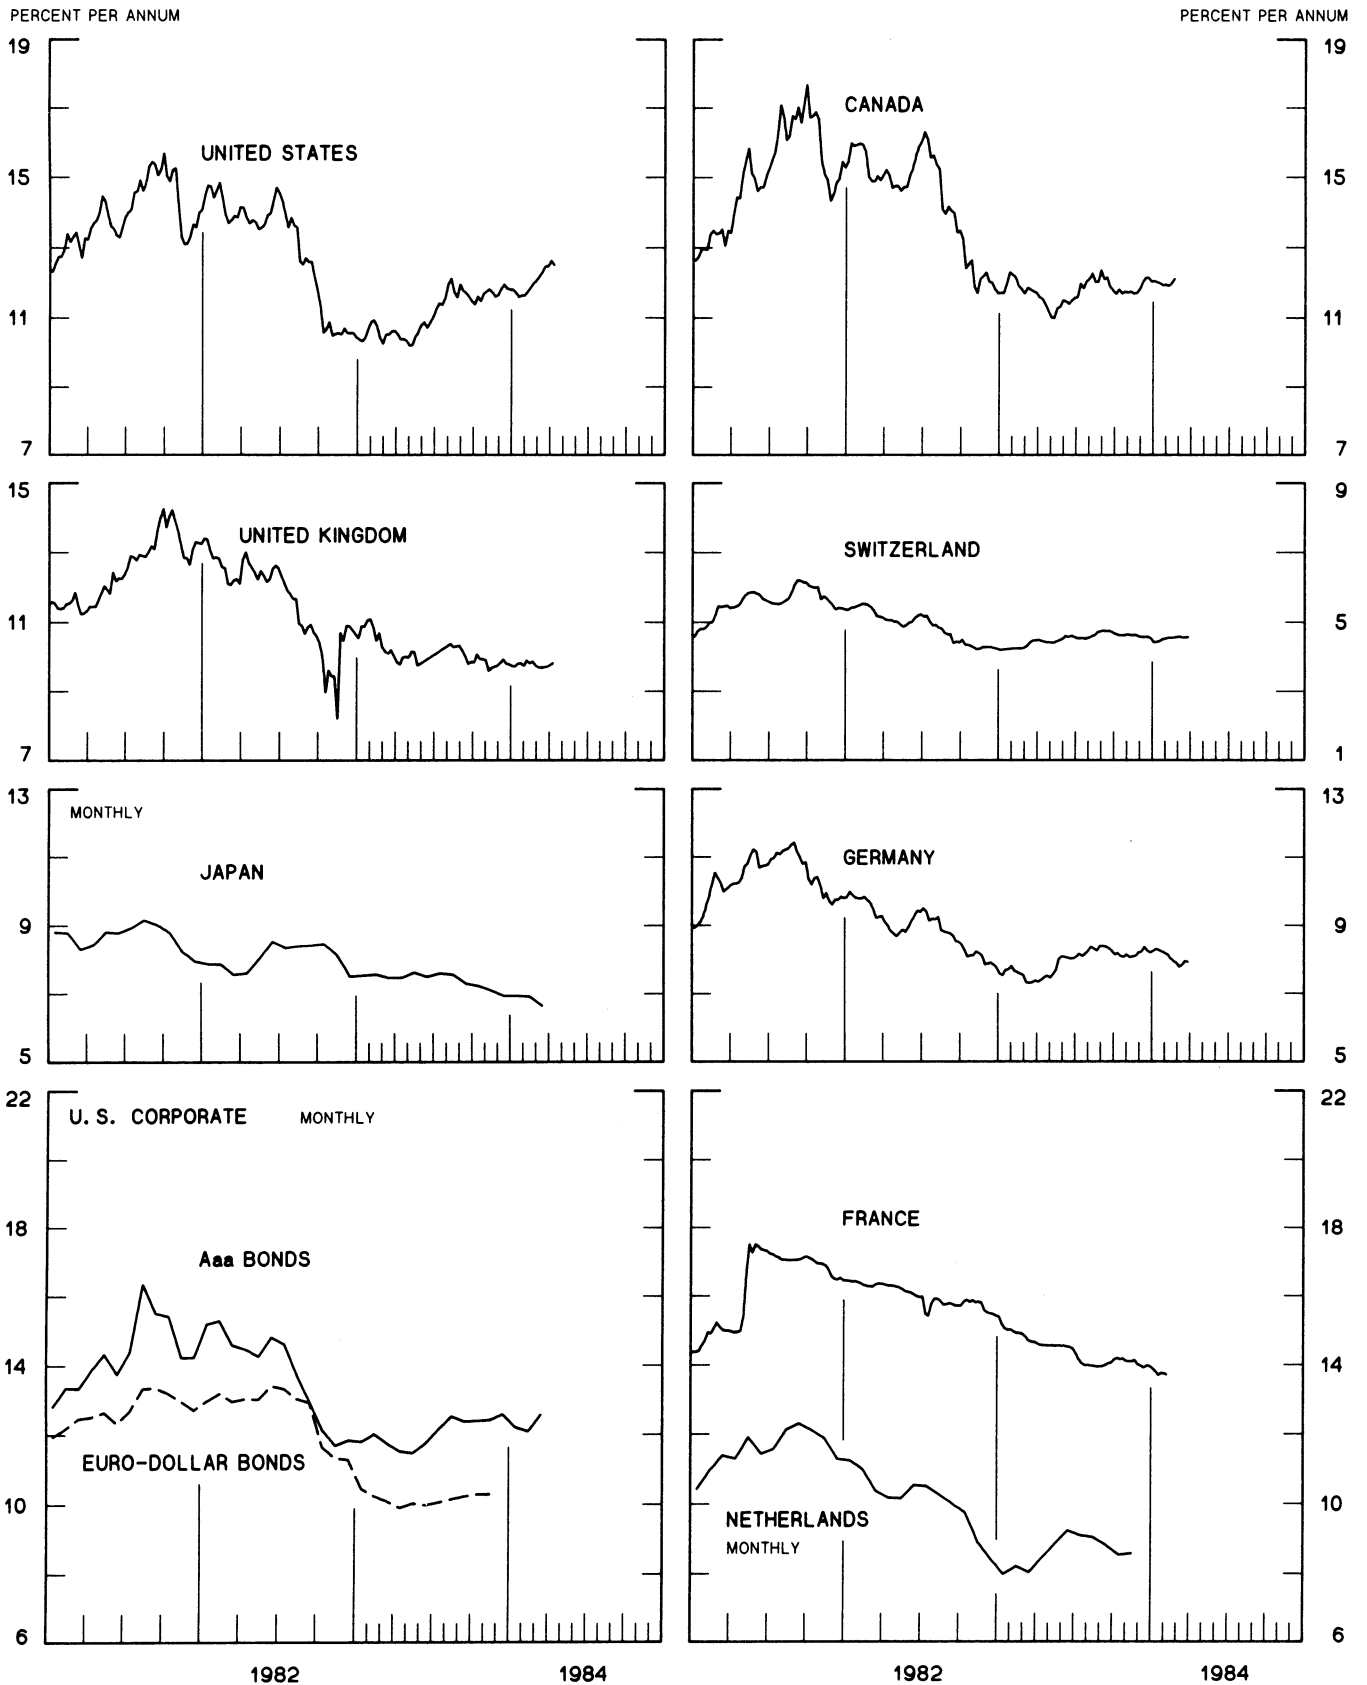 PERCENT PER ANNUM
PERCENT PER ANNUM
19
15
11
7
UNITED STATES
CANADA
19
15
11
7
15
11
7
UNITED KINGDOM
SWITZERLAND
9
5
1
13
9
5
MONTHLY
JAPAN
GERMANY
13
9
5
22
18
14
10
6
U.S. CORPORATE MONTHLY
Aaa BONDS
EURO-DOLLAR BONDS
FRANCE
NETHERLANDS
MONTHLY
22
18
14
10
6
1982
1984
1982
1984